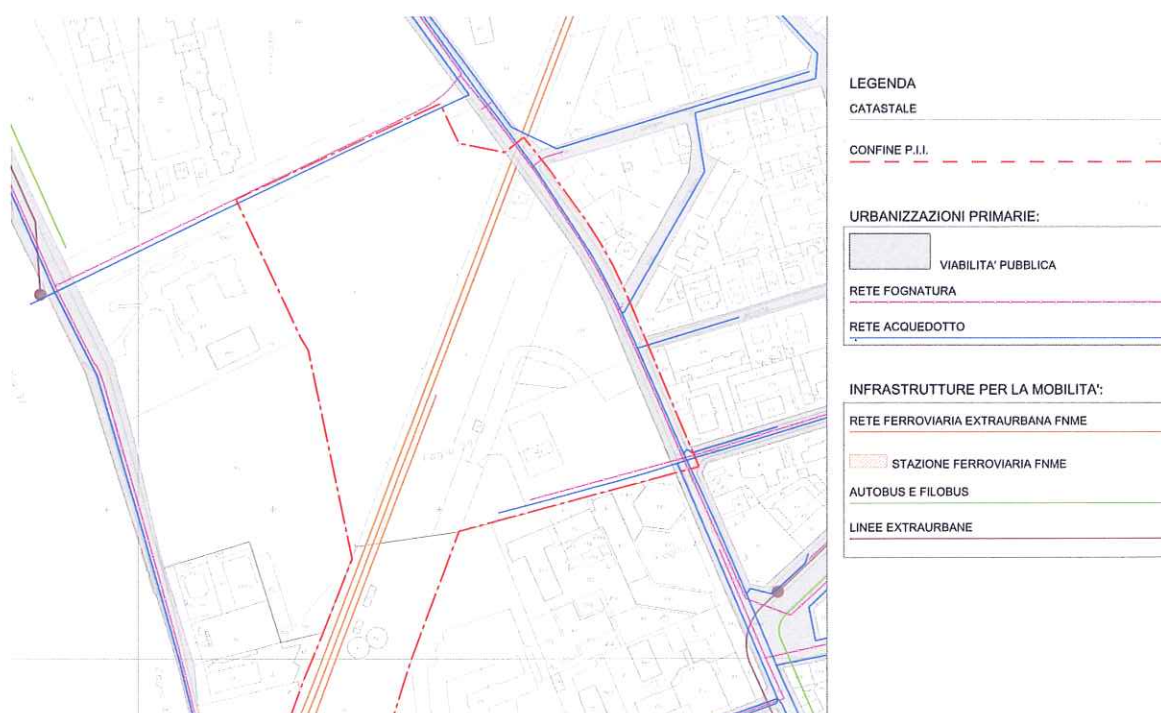 LEGENDA
CATASTALE
CONFINE P.I.I.
URBANIZZAZIONI PRIMARIE:
VIABILITA' PUBBLICA
RETE FOGNATURA
RETE ACQUEDOTTO
INFRASTRUTTURE PER LA MOBILITA':
RETE FERROVIARIA EXTRAURBANA FNME
STAZIONE FERROVIARIA FNME
AUTOBUS E FILOBUS
LINEE EXTRAURBANE